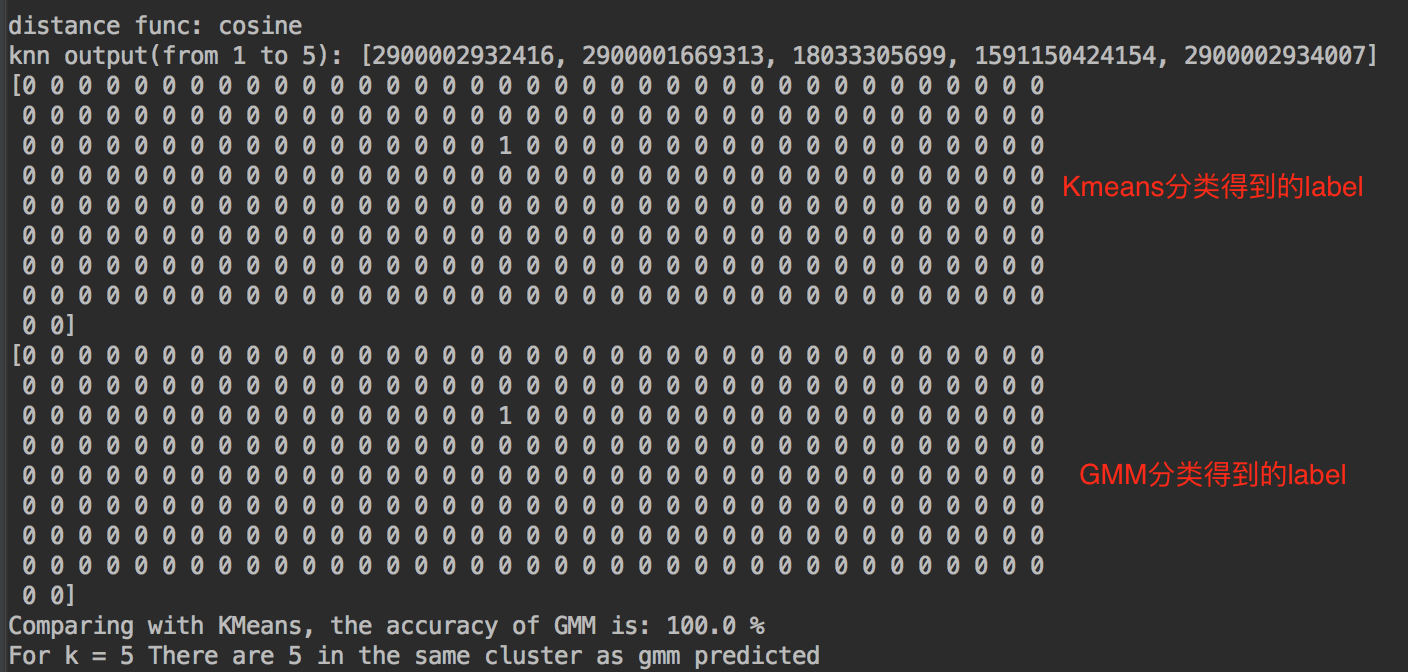 distance func: cosine
knn output(from 1 to 5): [2900002932416, 2900001669313, 18033305699, 1591150424154, 2900002934007]
[0 0 0 0 0 0 0 0 0 0 0 0 0 0 0 0 0 0 0 0 0 0 0 0 0 0 0 0 0 0 0 0 0 0 0 0 0
0 0 0 0 0 0 0 0 0 0 0 0 0 0 0 0 0 0 0 0 0 0 0 0 0 0 0 0 0 0 0 0 0 0 0 0 0
0 0 0 0 0 0 0 0 0 0 0 0 0 0 0 0 0 1 0 0 0 0 0 0 0 0 0 0 0 0 0 0 0 0 0 0 0
0 0 0 0 0 0 0 0 0 0 0 0 0 0 0 0 0 0 0 0 0 0 0 0 0 0 0 0 0 0 0 0 0 0 0 0 0
Kmeans分类得到的label
0 0 0 0 0 0 0 0 0 0 0 0 0 0 0 0 0 0 0 0 0 0 0 0 0 0 0 0 0 0 0 0 0 0 0 0 0
0 0 0 0 0 0 0 0 0 0 0 0 0 0 0 0 0 0 0 0 0 0 0 0 0 0 0 0 0 0 0 0 0 0 0 0 0
0 0 0 0 0 0 0 0 0 0 0 0 0 0 0 0 0 0 0 0 0 0 0 0 0 0 0 0 0 0 0 0 0 0 0 0 0
0 0 0 0 0 0 0 0 0 0 0 0 0 0 0 0 0 0 0 0 0 0 0 0 0 0 0 0 0 0 0 0 0 0 0 0 0
0 0]
[0 0 0 0 0 0 0 0 0 0 0 0 0 0 0 0 0 0 0 0 0 0 0 0 0 0 0 0 0 0 0 0 0 0 0 0 0
0 0 0 0 0 0 0 0 0 0 0 0 0 0 0 0 0 0 0 0 0 0 0 0 0 0 0 0 0 0 0 0 0 0 0 0 0
0 0 0 0 0 0 0 0 0 0 0 0 0 0 0 0 0 1 0 0 0 0 0 0 0 0 0 0 0 0 0 0 0 0 0 0 0
0 0 0 0 0 0 0 0 0 0 0 0 0 0 0 0 0 0 0 0 0 0 0 0 0 0 0 0 0 0 0 0 0 0 0 0 0
0 0 0 0 0 0 0 0 0 0 0 0 0 0 0 0 0 0 0 0 0 0 0 0 0 0 0 0 0 0 0 0 0 0 0 0 0
GMM分类得到的label
0 0 0 0 0 0 0 0 0 0 0 0 0 0 0 0 0 0 0 0 0 0 0 0 0 0 0 0 0 0 0 0 0 0 0 0 0
0 0 0 0 0 0 0 0 0 0 0 0 0 0 0 0 0 0 0 0 0 0 0 0 0 0 0 0 0 0 0 0 0 0 0 0 0
0 0 0 0 0 0 0 0 0 0 0 0 0 0 0 0 0 0 0 0 0 0 0 0 0 0 0 0 0 0 0 0 0 0 0 0 0
0 0]
Comparing with KMeans, the accuracy of GMM is: 100.0 %
For k = 5 There are 5 in the same cluster as gmm predicted